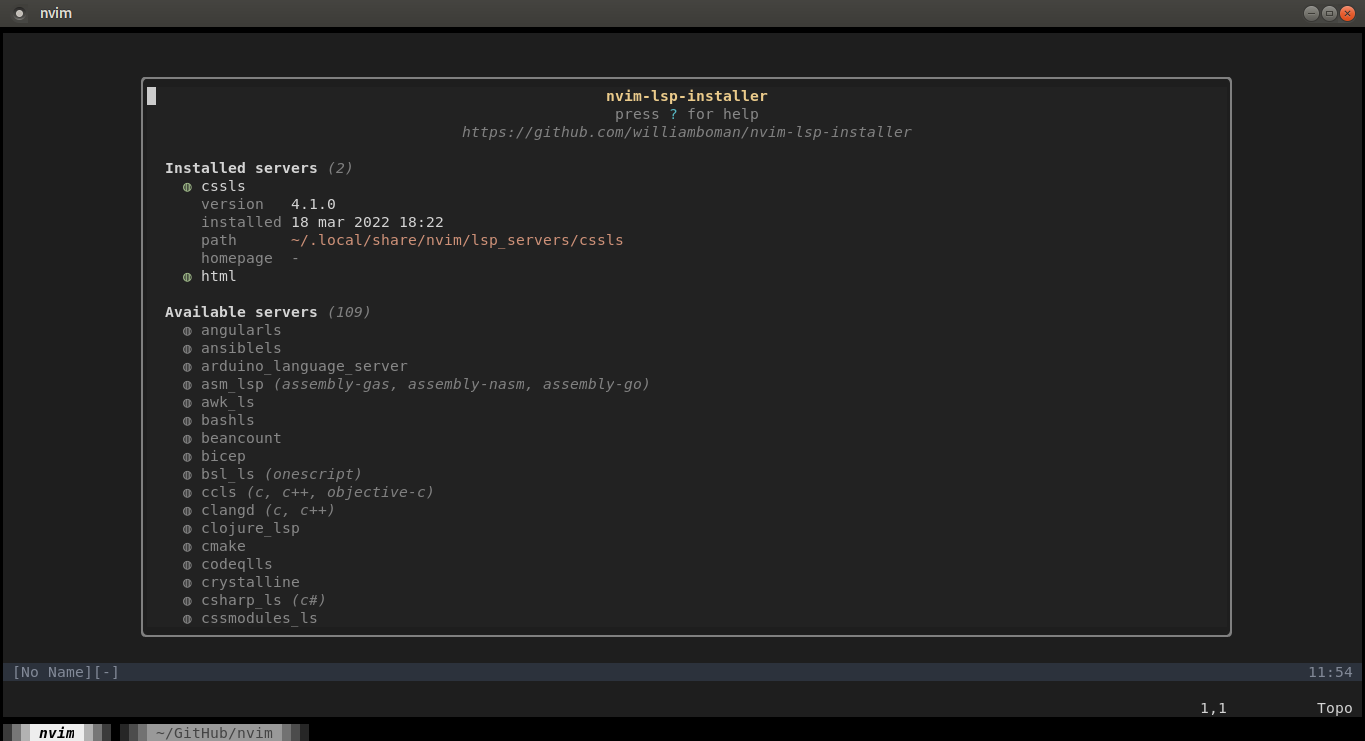 nvim
nvim-lsp-installer
press ? for help
https://github.com/williamboman/nvim-lsp-installer
Installed servers (2)
cssls
version 4.1.0
installed 18 mar 2022 18:22
path ~/.local/share/nvim/lsp_servers/cssls
homepage -
html
Available servers (109)
angularls
ansiblels
arduino_language_server
asm_lsp (assembly-gas, assembly-nasm, assembly-go)
awk_ls
bashls
beancount
bicep
bsl_ls (onescript)
ccls (c, c++, objective-c)
clangd (c, c++)
clojure_lsp
cmake
codeqlls
crystalline
csharp_ls (c#)
cssmodules_ls
[No Name][-] 11:54
1,1 Topo
nvim ~/GitHub/nvim